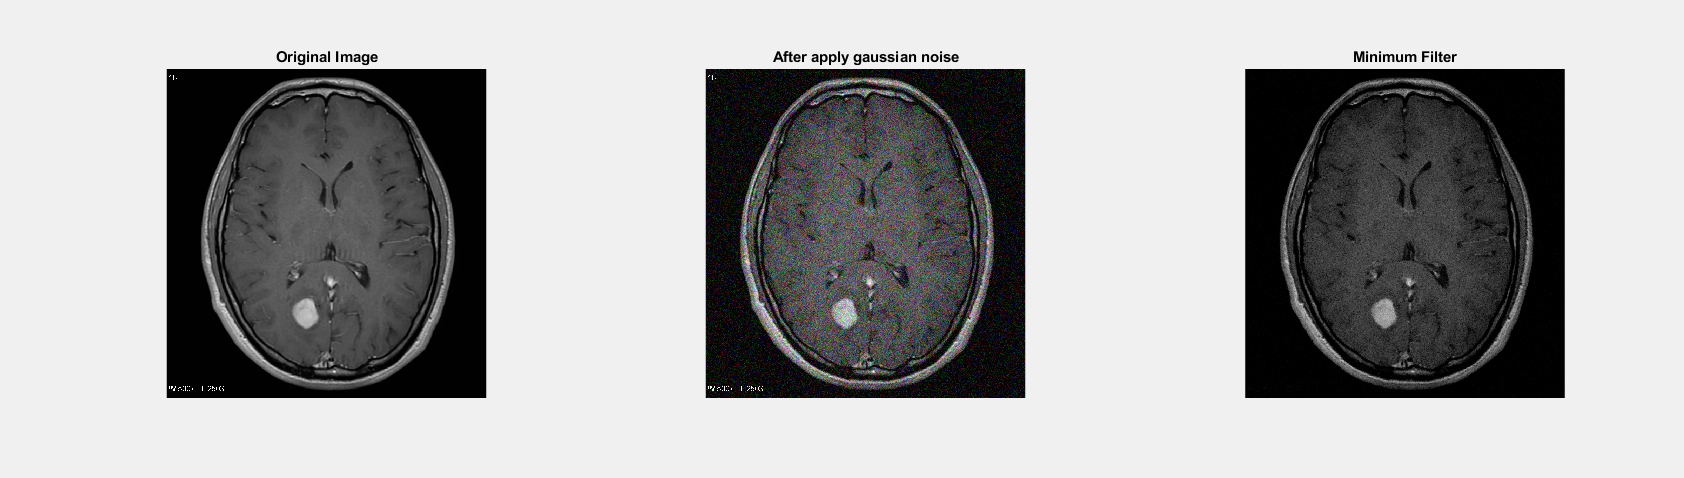 Original Image
After apply gaussian noise
Minimum Filter